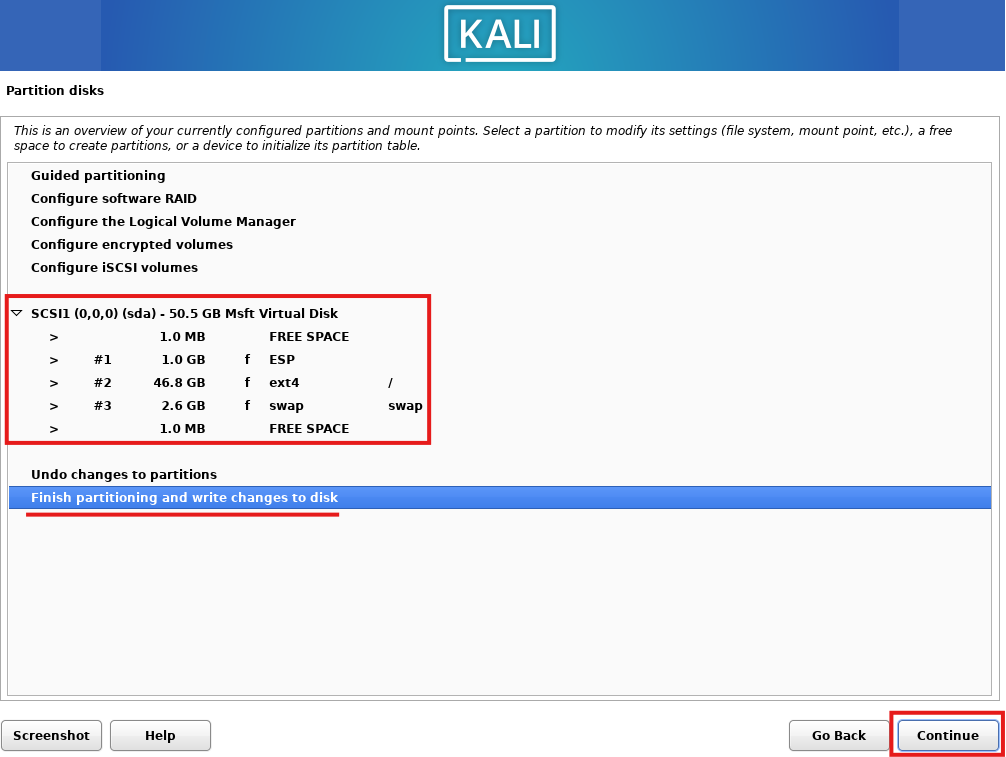 KALI
Partition disks
This is an overview of your currently configured partitions and mount points. Select a partition to modify its settings (file system, mount point, etc.), a free
space to create partitions, or a device to initialize its partition table.
Guided partitioning
Configure software RAID
Configure the Logical Volume Manager
Configure encrypted volumes
Configure iSCSI volumes
SCSI1 (0,0,0) (sda) - 50.5 GB Msft Virtual Disk
> 1.0 MB FREE SPACE
> #1 1.0 GB f ESP
> #2 46.8 GB f ext4 /
> #3 2.6 GB f swap swap
> 1.0 MB FREE SPACE
Undo changes to partitions
Finish partitioning and write changes to disk
Screenshot Help Go Back Continue